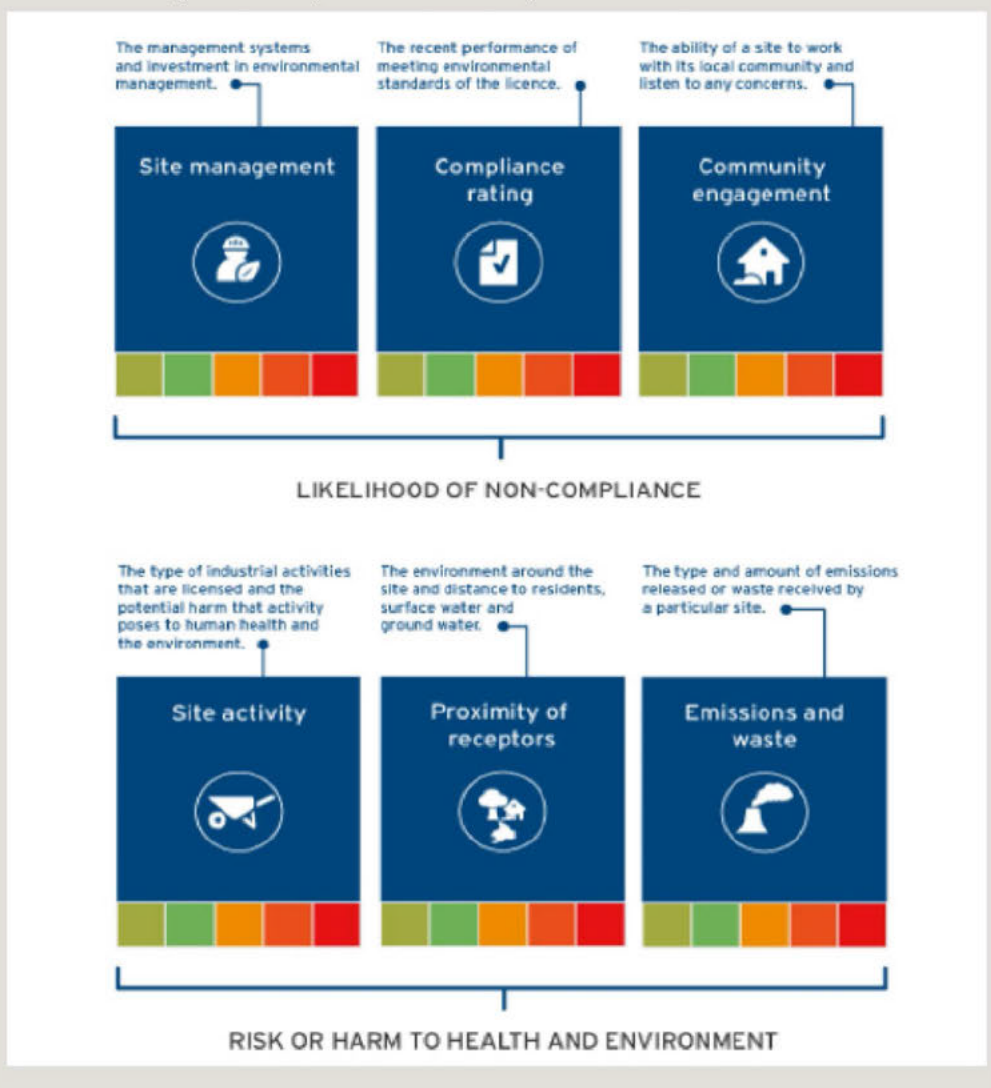 The management systems
and investment in environmental
management.
The recent performance of
meeting environmental
standards of the licence.
The ability of a site to work
with its local community and
listen to any concerns.
Site management
Compliance
rating
Community
engagement
LIKELIHOOD OF NON-COMPLIANCE
The type of industrial activities
that are licensed and the
potential harm that activity
poses to human health and
the environment.
The environment around the
site and distance to residents,
surface water and
ground water.
The type and amount of emissions
released or waste received by
a particular site.
Site activity
Proximity of
receptors
Emissions and
waste
RISK OR HARM TO HEALTH AND ENVIRONMENT